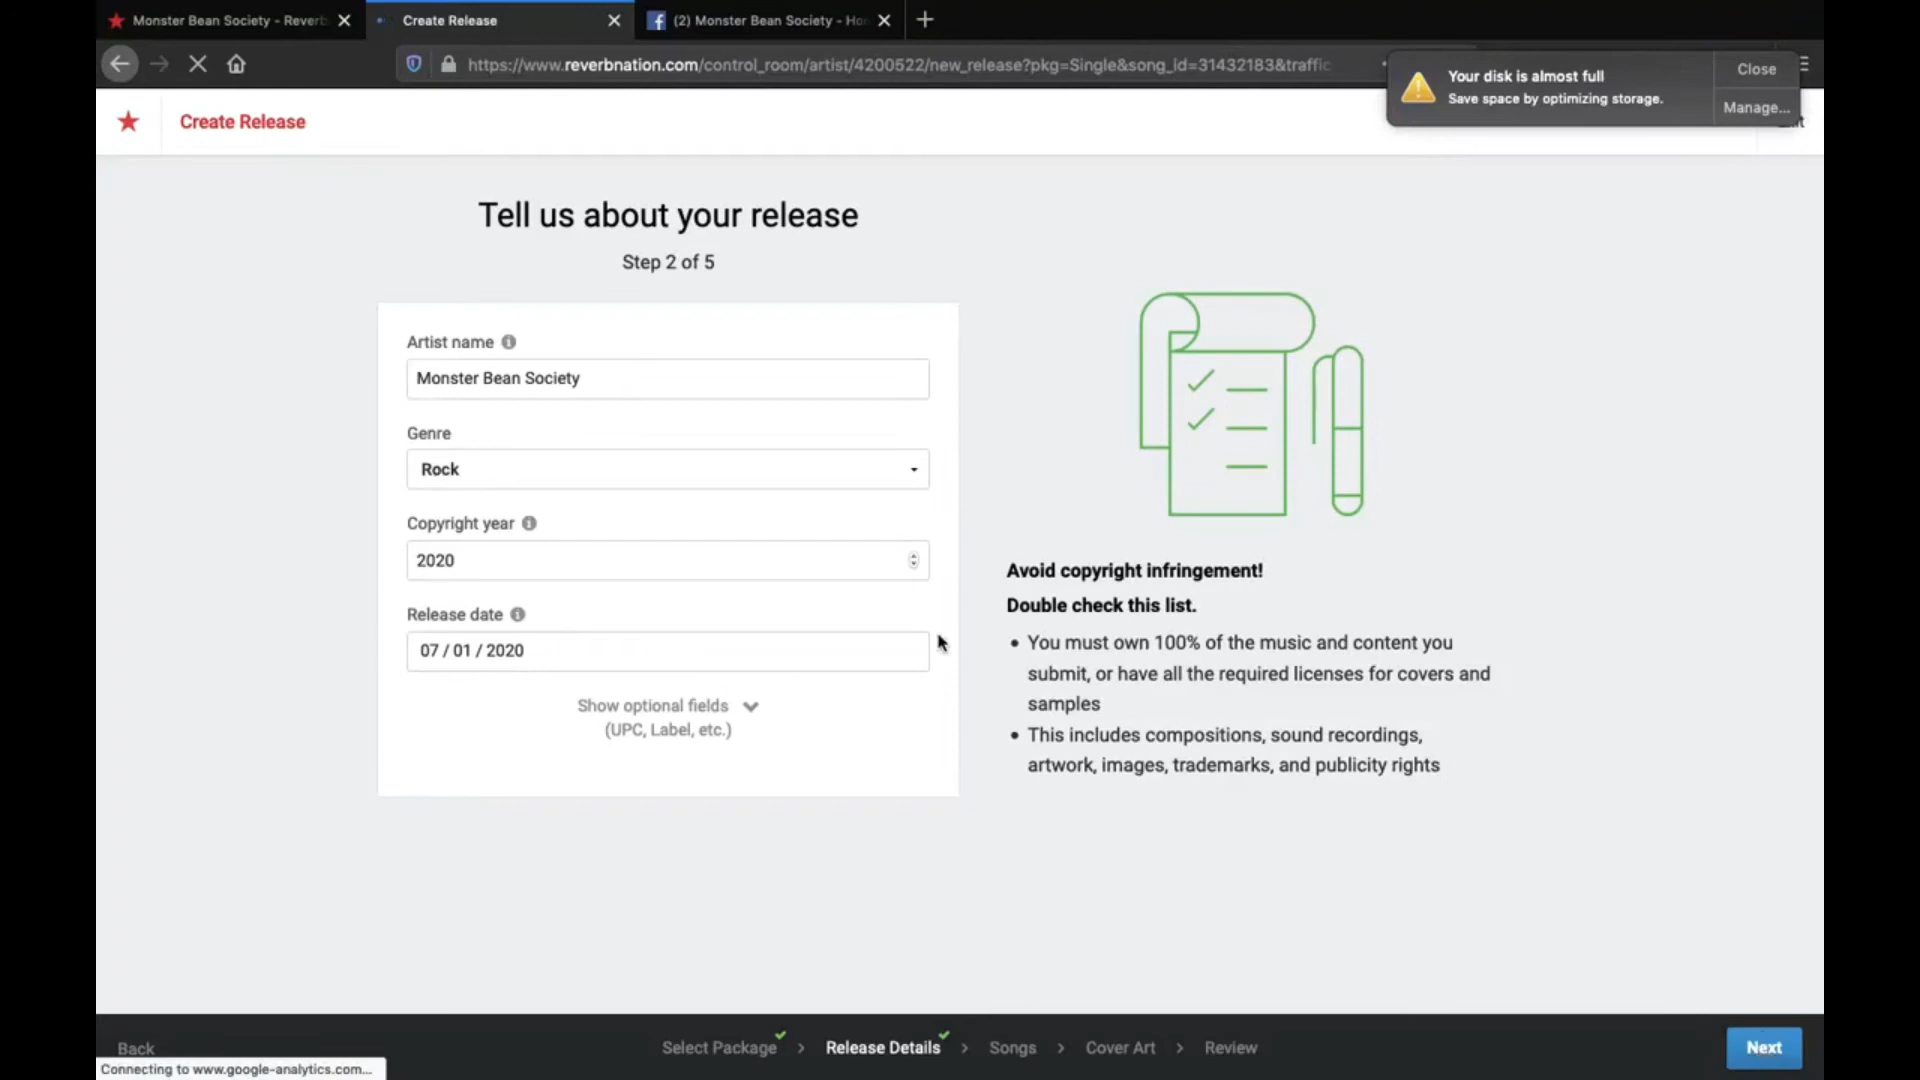 Monster Bean Society - Reverb
Create Release
(2) Monster Bean Society - Ho
https://www.reverbnation.com/control_room/artist/4200522/new_release?pkg=Single&song_id=31432183&traffic
Your disk is almost full
Save space by optimizing storage.
Close
Manage...
Create Release
Tell us about your release
Step 2 of 5
Artist name
Monster Bean Society
Genre
Rock
Copyright year
2020
Release date
07 / 01 / 2020
Show optional fields
(UPC, Label, etc.)
Avoid copyright infringement!
Double check this list.
• You must own 100% of the music and content you
submit, or have all the required licenses for covers and
samples
• This includes compositions, sound recordings,
artwork, images, trademarks, and publicity rights
Back
Select Package > Release Details > Songs > Cover Art > Review
Next
Connecting to www.google-analytics.com...